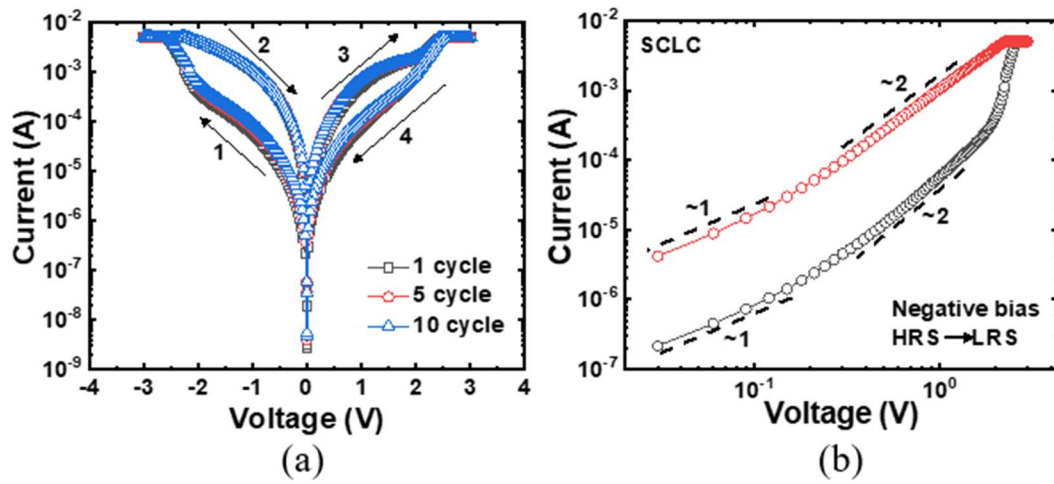 10⁻²
10⁻³
10⁻⁴
10⁻⁵
10⁻⁶
10⁻⁷
10⁻⁸
10⁻⁹
Current (A)
2
3
1
4
1 cycle
5 cycle
10 cycle
-4 -3 -2 -1 0 1 2 3 4
Voltage (V)
(a)
10⁻²
10⁻³
10⁻⁴
10⁻⁵
10⁻⁶
10⁻⁷
Current (A)
SCLC
~2
~1
~2
~1
Negative bias
HRS → LRS
10⁻¹ 10⁰
Voltage (V)
(b)